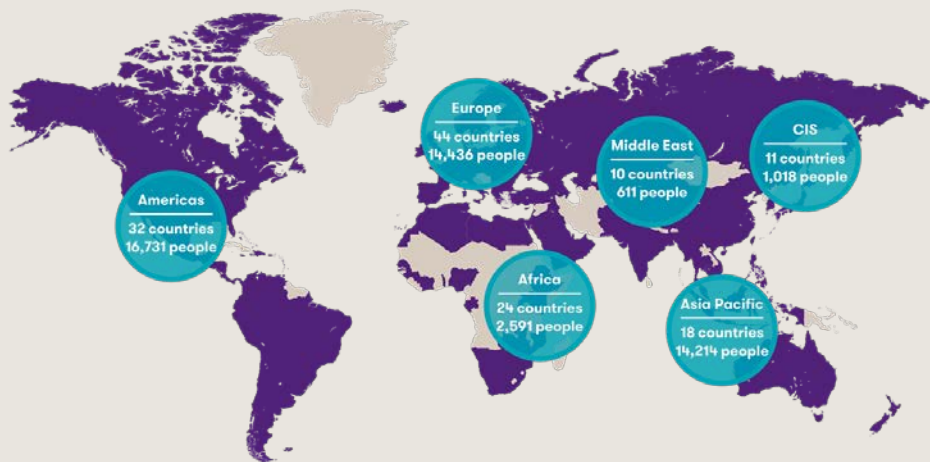 Europe
44 countries
14,436 people
Middle East
10 countries
611 people
CIS
11 countries
1,018 people
Americas
32 countries
16,731 people
Africa
24 countries
2,591 people
Asia Pacific
18 countries
14,214 people